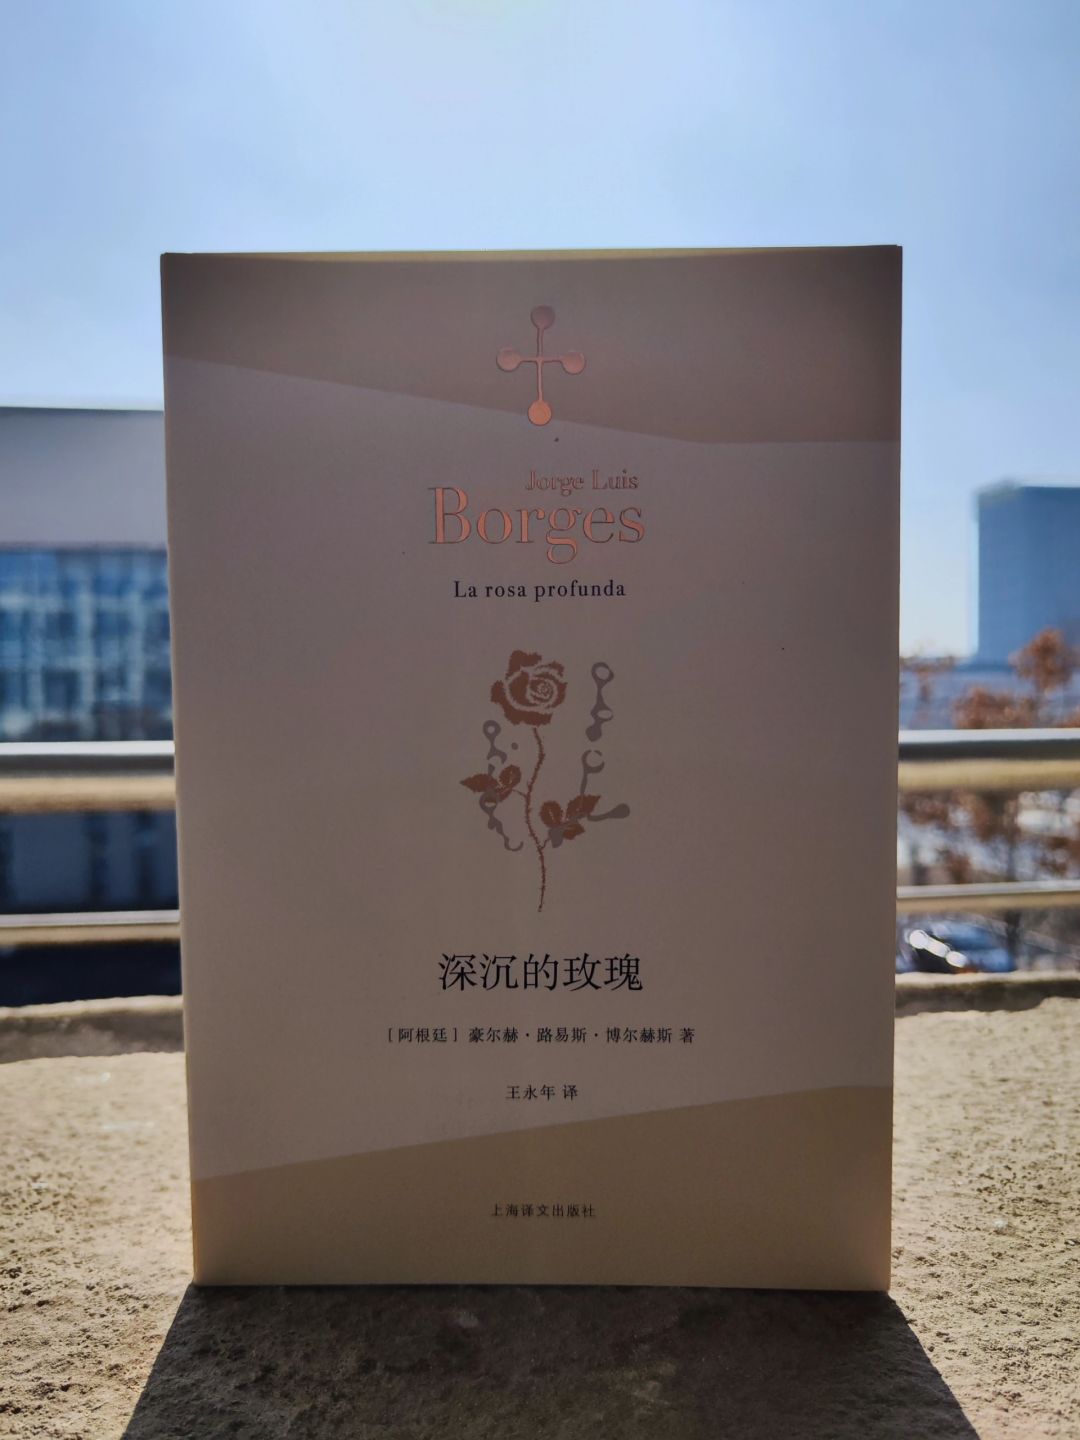 Jorge Luis
Borges
La rosa profunda
深沉的玫瑰
［阿根廷］豪尔赫·路易斯·博尔赫斯 著
王永年 译
上海译文出版社